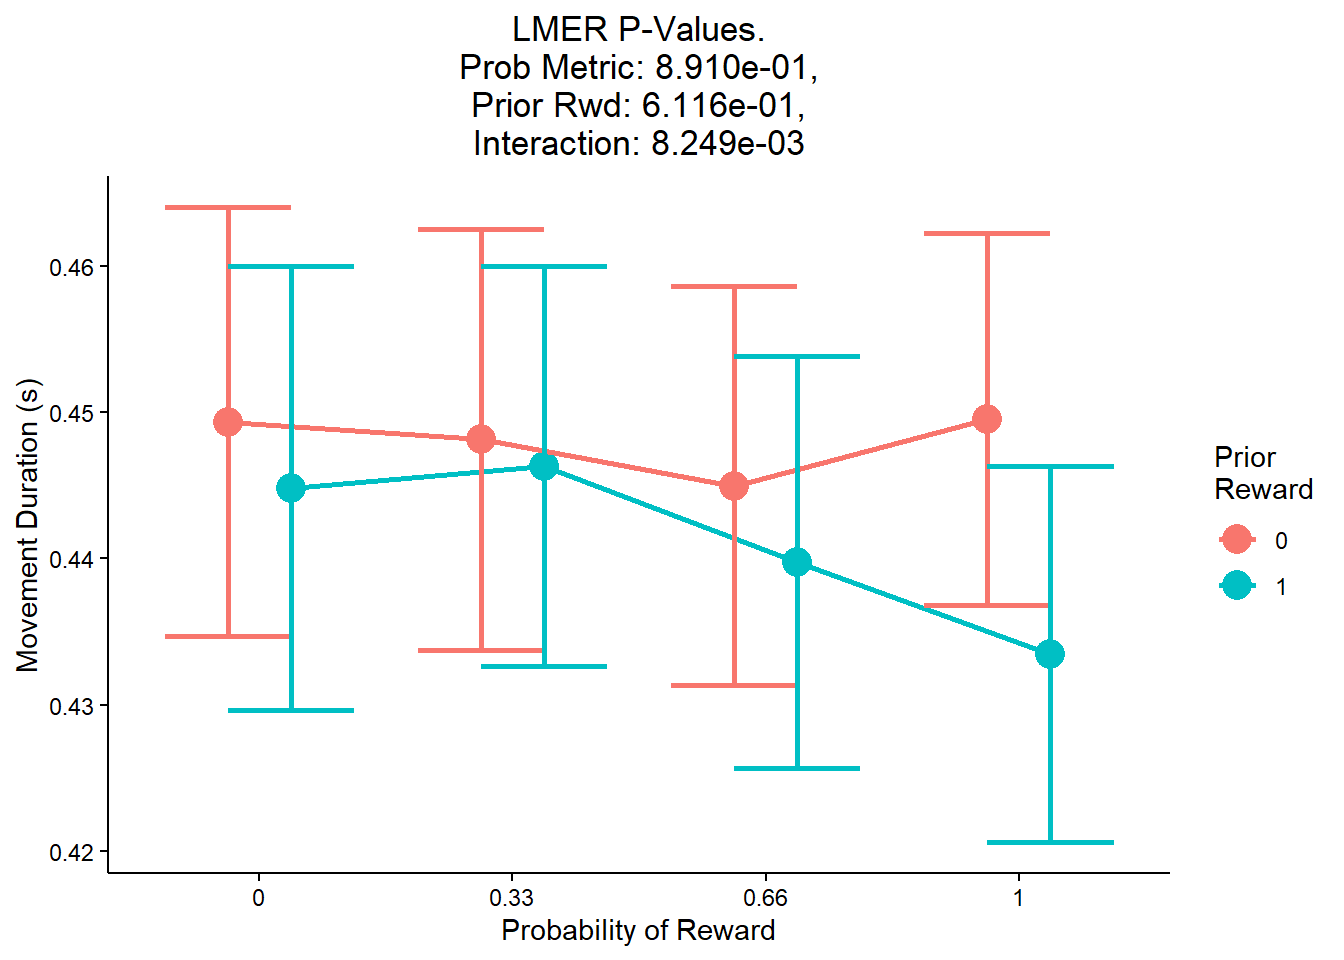 LMER P-Values.
Prob Metric: 8.910e-01,
Prior Rwd: 6.116e-01,
Interaction: 8.249e-03
Movement Duration (s)
0.46
0.45
0.44
0.43
0.42
0
0.33
0.66
1
Probability of Reward
Prior
Reward
0
1